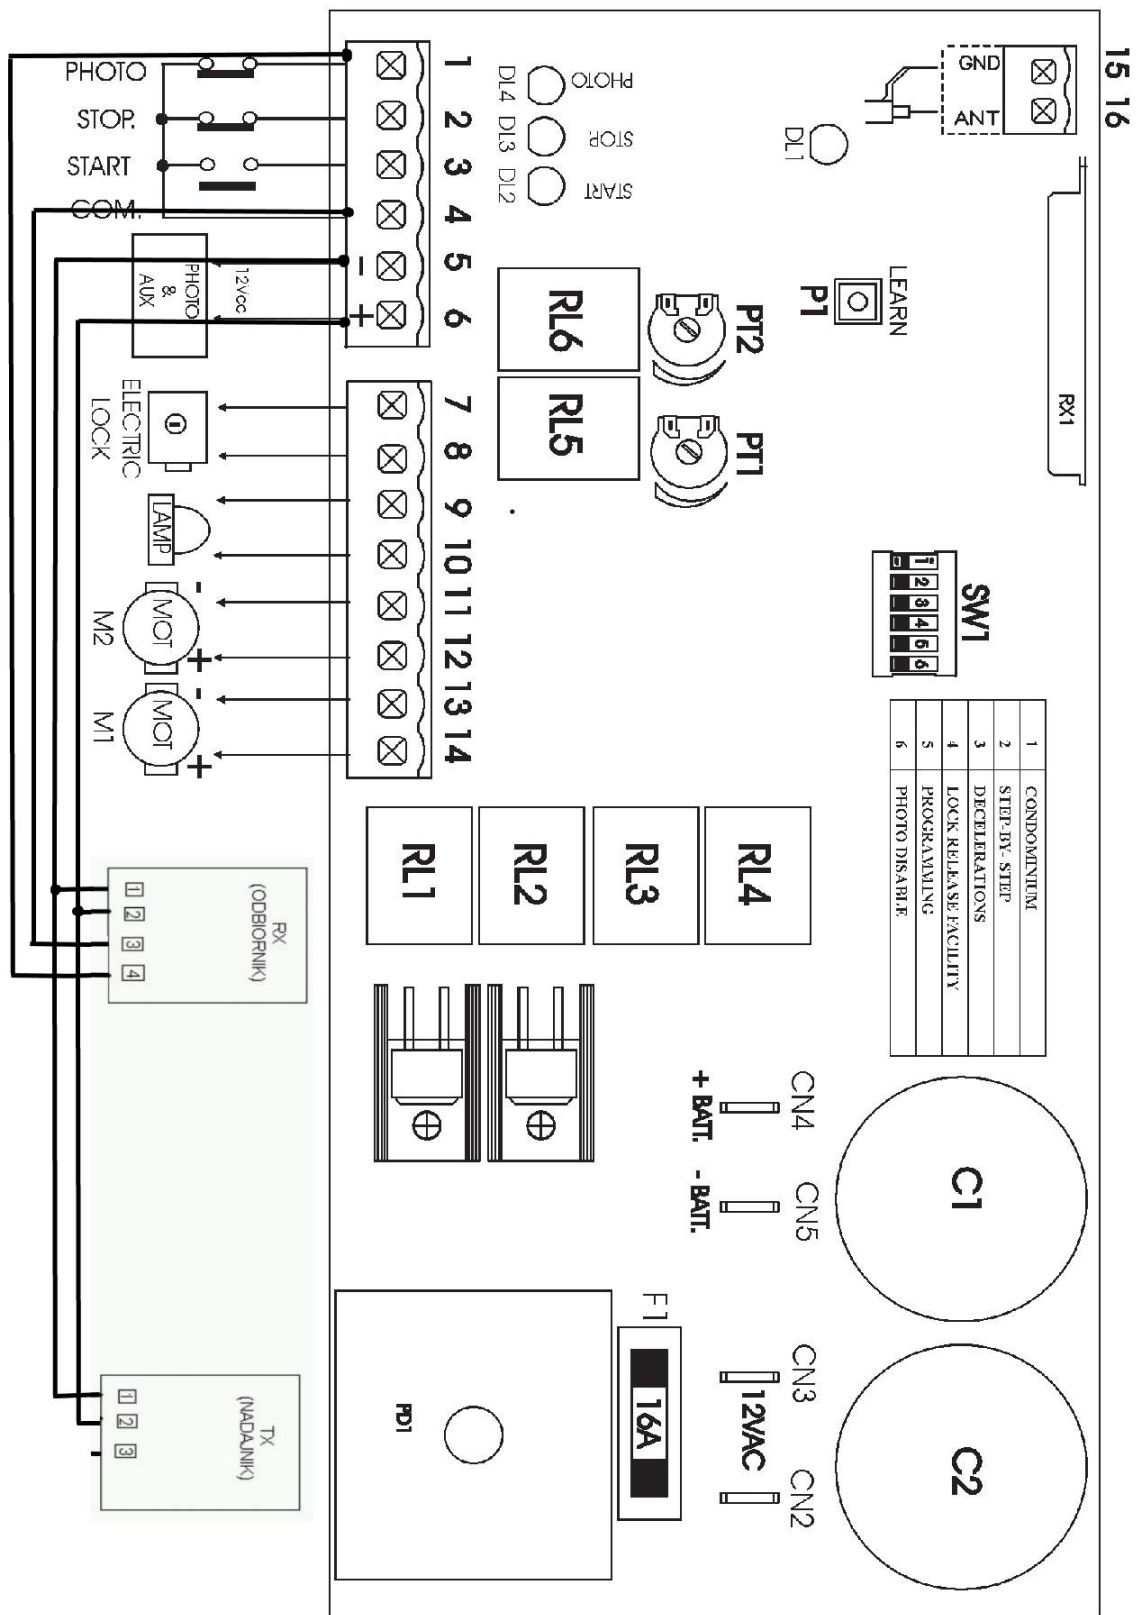 PHOTO
STOP.
START
COM.
12Vcc
PHOTO
&
AUX
-
+
ELECTRIC
LOCK
LAMP
-
MOT
+
M2
-
MOT
+
M1
1
2
3
4
5
6
7
8
9
10
11
12
13
14
DL4
PHOTO
DL3
STOP
DL2
START
DL1
GND
ANT
15 16
RL6
RL5
PT2
PT1
P1
LEARN
RX1
SW1
1
2
3
4
5
6
1 CONDOMINIUM
2 STEP-BY- STEP
3 DECELERATIONS
4 LOCK RELEASE FACILITY
5 PROGRAMMING
6 PHOTO DISABLE
RL1
RL2
RL3
RL4
RX
(ODBIORNIK)
1
2
3
4
CN4
+ BATT.
CN5
- BATT.
C1
C2
F1
16A
CN3
12VAC
CN2
PD1
TX
(NADAJNIK)
1
2
3